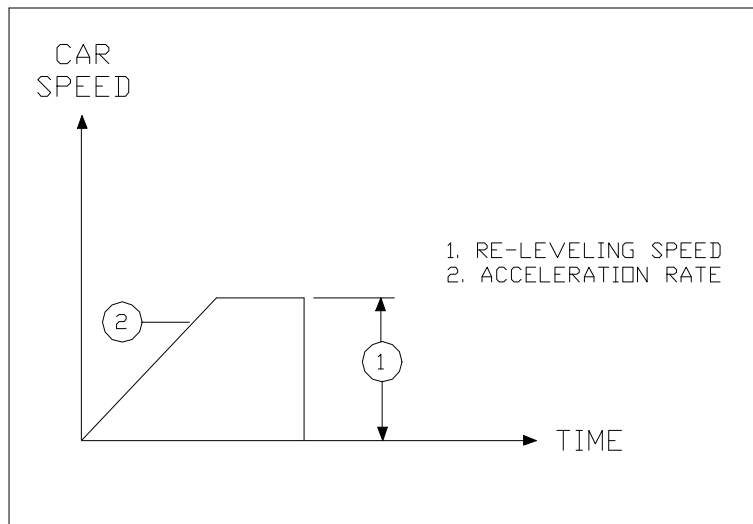 CAR
SPEED
1. RE-LEVELING SPEED
2. ACCELERATION RATE
2
1
TIME